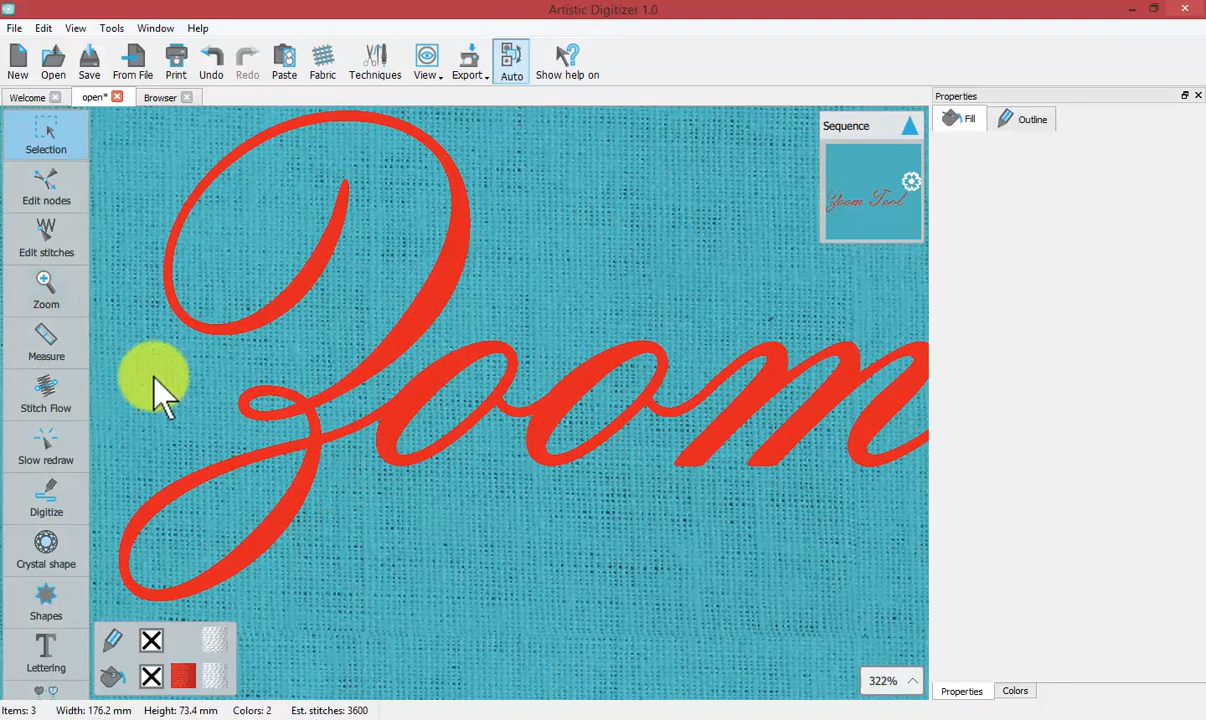 Artistic Digitizer 1.0
File Edit View Tools Window Help
New Open Save From File Print Undo Redo Paste Fabric Techniques View Export Auto Show help on
Welcome open* Browser
Properties
Fill Outline
Selection
Edit nodes
Edit stitches
Zoom
Measure
Stitch Flow
Slow redraw
Digitize
Crystal shape
Shapes
Lettering
Sequence
Zoom Tool
Zoom
322%
Properties Colors
Items: 3 Width: 176.2 mm Height: 73.4 mm Colors: 2 Est. stitches: 3600